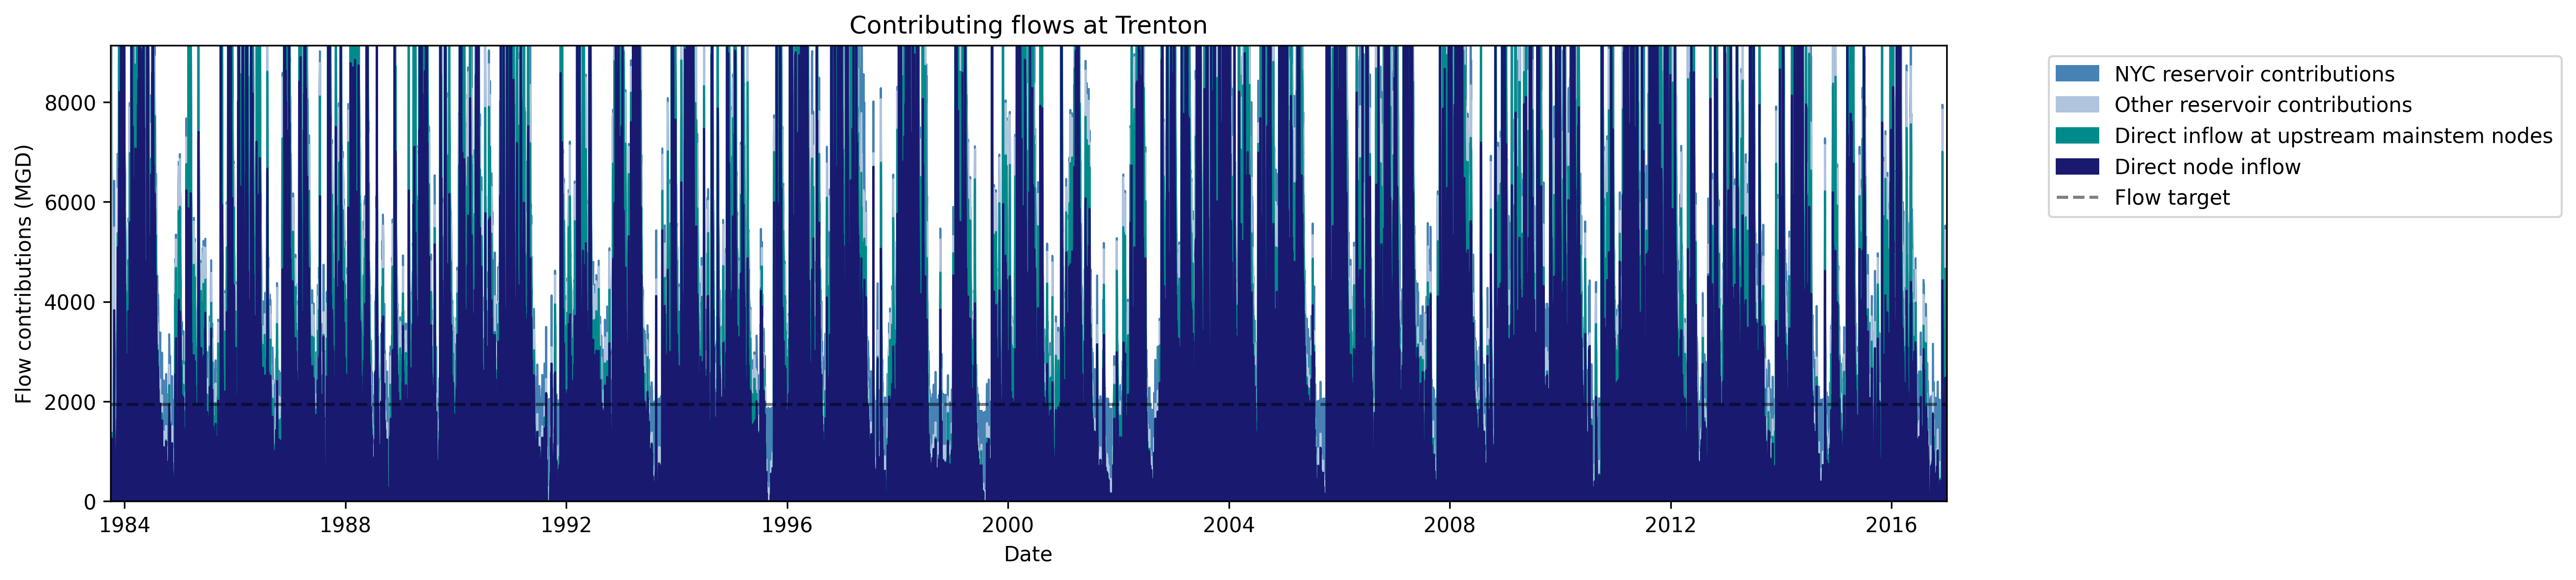 Contributing flows at Trenton
Flow contributions (MGD)
8000
6000
4000
2000
0
1984 1988 1992 1996 2000 2004 2008 2012 2016
Date
NYC reservoir contributions
Other reservoir contributions
Direct inflow at upstream mainstem nodes
Direct node inflow
Flow target